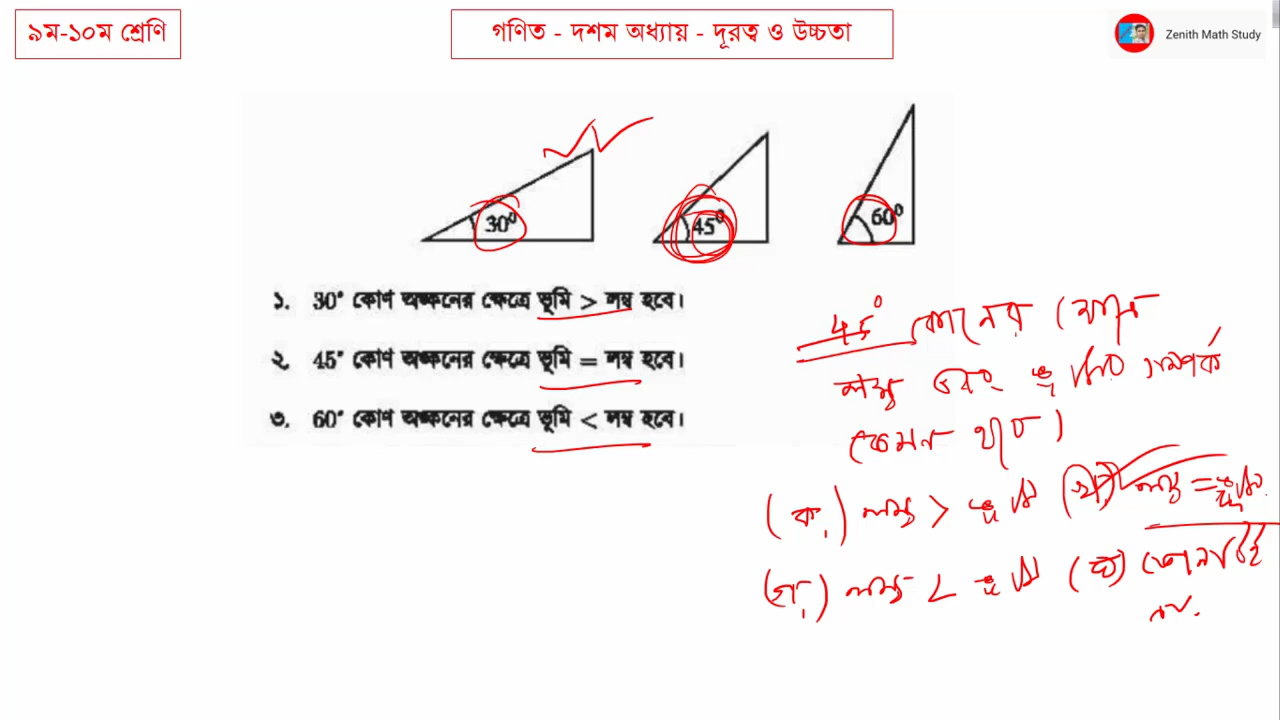 ৯ম-১০ম শ্রেণি
গণিত - দশম অধ্যায় - দূরত্ব ও উচ্চতা
Zenith Math Study
30° 45° 60°
১. 30° কোণ অঙ্কনের ক্ষেত্রে ভূমি > লম্ব হবে।
২. 45° কোণ অঙ্কনের ক্ষেত্রে ভূমি = লম্ব হবে।
৩. 60° কোণ অঙ্কনের ক্ষেত্রে ভূমি < লম্ব হবে।
45° কোনের
লম্ব এবং ভূমির সম্পর্ক
কেমন
(ক) লম্ব > ভূমি (খ) লম্ব = ভূমি
(গ) লম্ব < ভূমি (ঘ) কোনটিই
নয়.